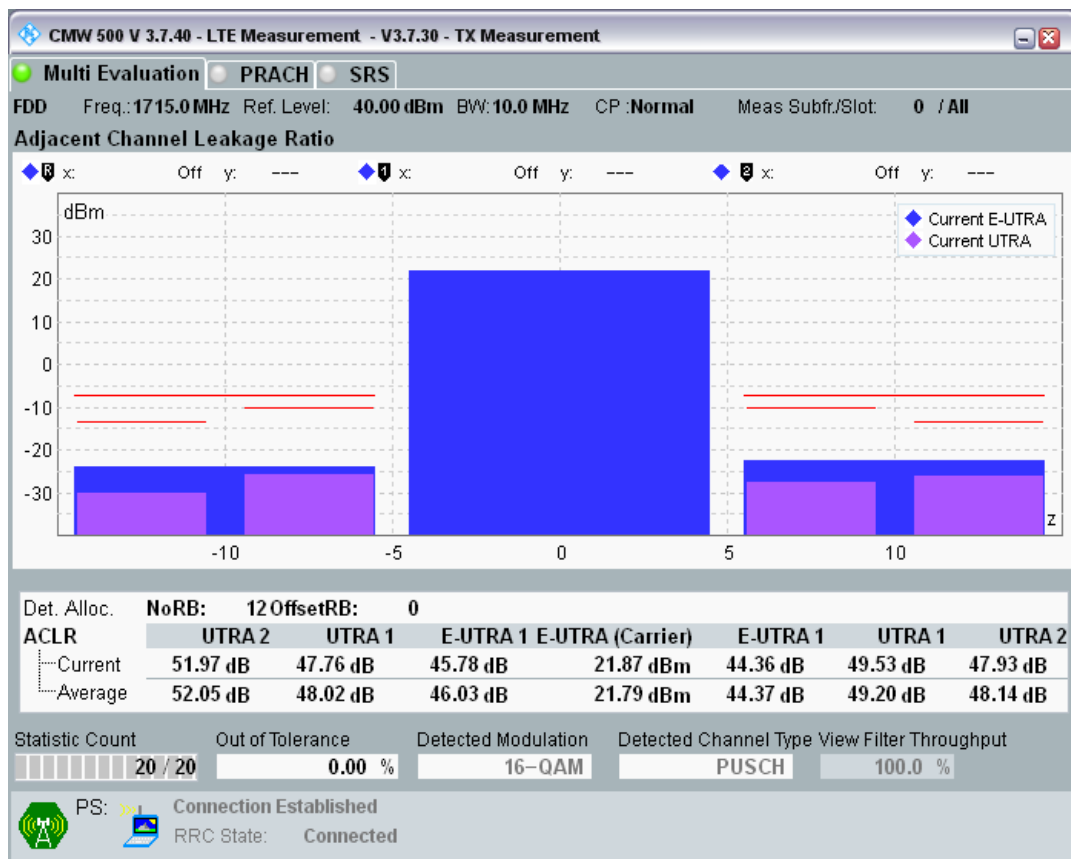 CMW 500 V 3.7.40 - LTE Measurement - V3.7.30 - TX Measurement
Multi Evaluation PRACH SRS
FDD Freq.:1715.0 MHz Ref. Level: 40.00 dBm BW:10.0 MHz CP :Normal Meas Subfr./Slot: 0 / All
Adjacent Channel Leakage Ratio
R x: Off y: --- 1 x: Off y: --- 2 x: Off y: ---
dBm
Current E-UTRA
Current UTRA
30
20
10
0
-10
-20
-30
z
-10 -5 0 5 10
Det. Alloc. NoRB: 12 OffsetRB: 0
ACLR UTRA 2 UTRA 1 E-UTRA 1 E-UTRA (Carrier) E-UTRA 1 UTRA 1 UTRA 2
Current 51.97 dB 47.76 dB 45.78 dB 21.87 dBm 44.36 dB 49.53 dB 47.93 dB
Average 52.05 dB 48.02 dB 46.03 dB 21.79 dBm 44.37 dB 49.20 dB 48.14 dB
Statistic Count Out of Tolerance Detected Modulation Detected Channel Type View Filter Throughput
20 / 20 0.00 % 16-QAM PUSCH 100.0 %
PS: Connection Established
RRC State: Connected